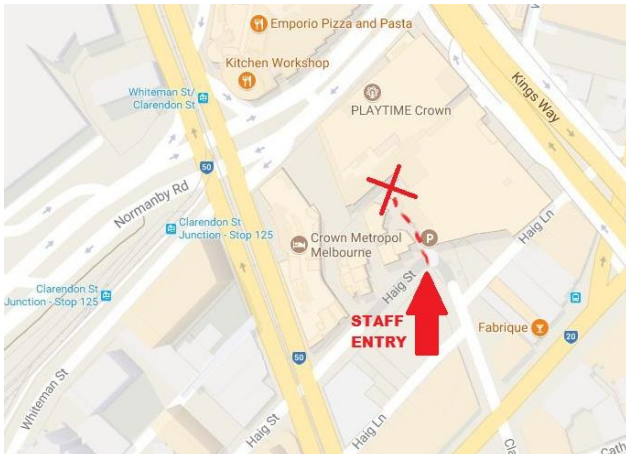 Emporio Pizza and Pasta
Kitchen Workshop
Whiteman St/
Clarendon St
PLAYTIME Crown
Kings Way
50
Normanby Rd
Clarendon St
Junction - Stop 125
Crown Metropol
Melbourne
P
Haig Ln
Clarendon St
Junction - Stop 125
Haig St
STAFF
ENTRY
Fabrique
20
50
Whiteman St
Haig St
Haig Ln
Cla
Cath